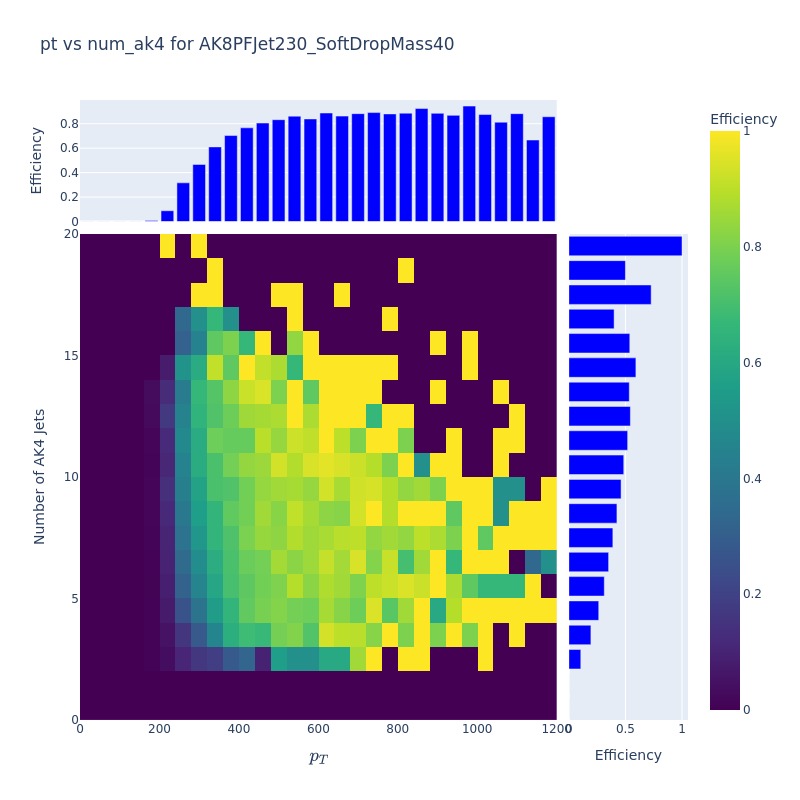 pt vs num_ak4 for AK8PFJet230_SoftDropMass40
Efficiency
0.8
0.6
0.4
0.2
0
Efficiency
1
0.8
0.6
0.4
0.2
0
Number of AK4 Jets
20
15
10
5
0
0 200 400 600 800 1000 1200
p_T
0 0.5 1
Efficiency